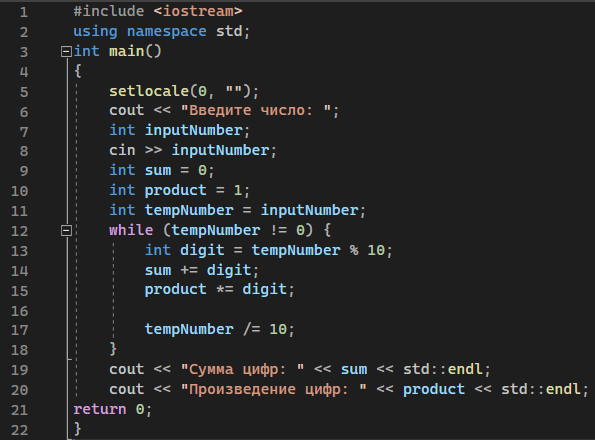 1 #include <iostream>
2 using namespace std;
3 int main()
4 {
5 setlocale(0, "");
6 cout << "Введите число: ";
7 int inputNumber;
8 cin >> inputNumber;
9 int sum = 0;
10 int product = 1;
11 int tempNumber = inputNumber;
12 while (tempNumber != 0) {
13 int digit = tempNumber % 10;
14 sum += digit;
15 product *= digit;
16
17 tempNumber /= 10;
18 }
19 cout << "Сумма цифр: " << sum << std::endl;
20 cout << "Произведение цифр: " << product << std::endl;
21 return 0;
22 }